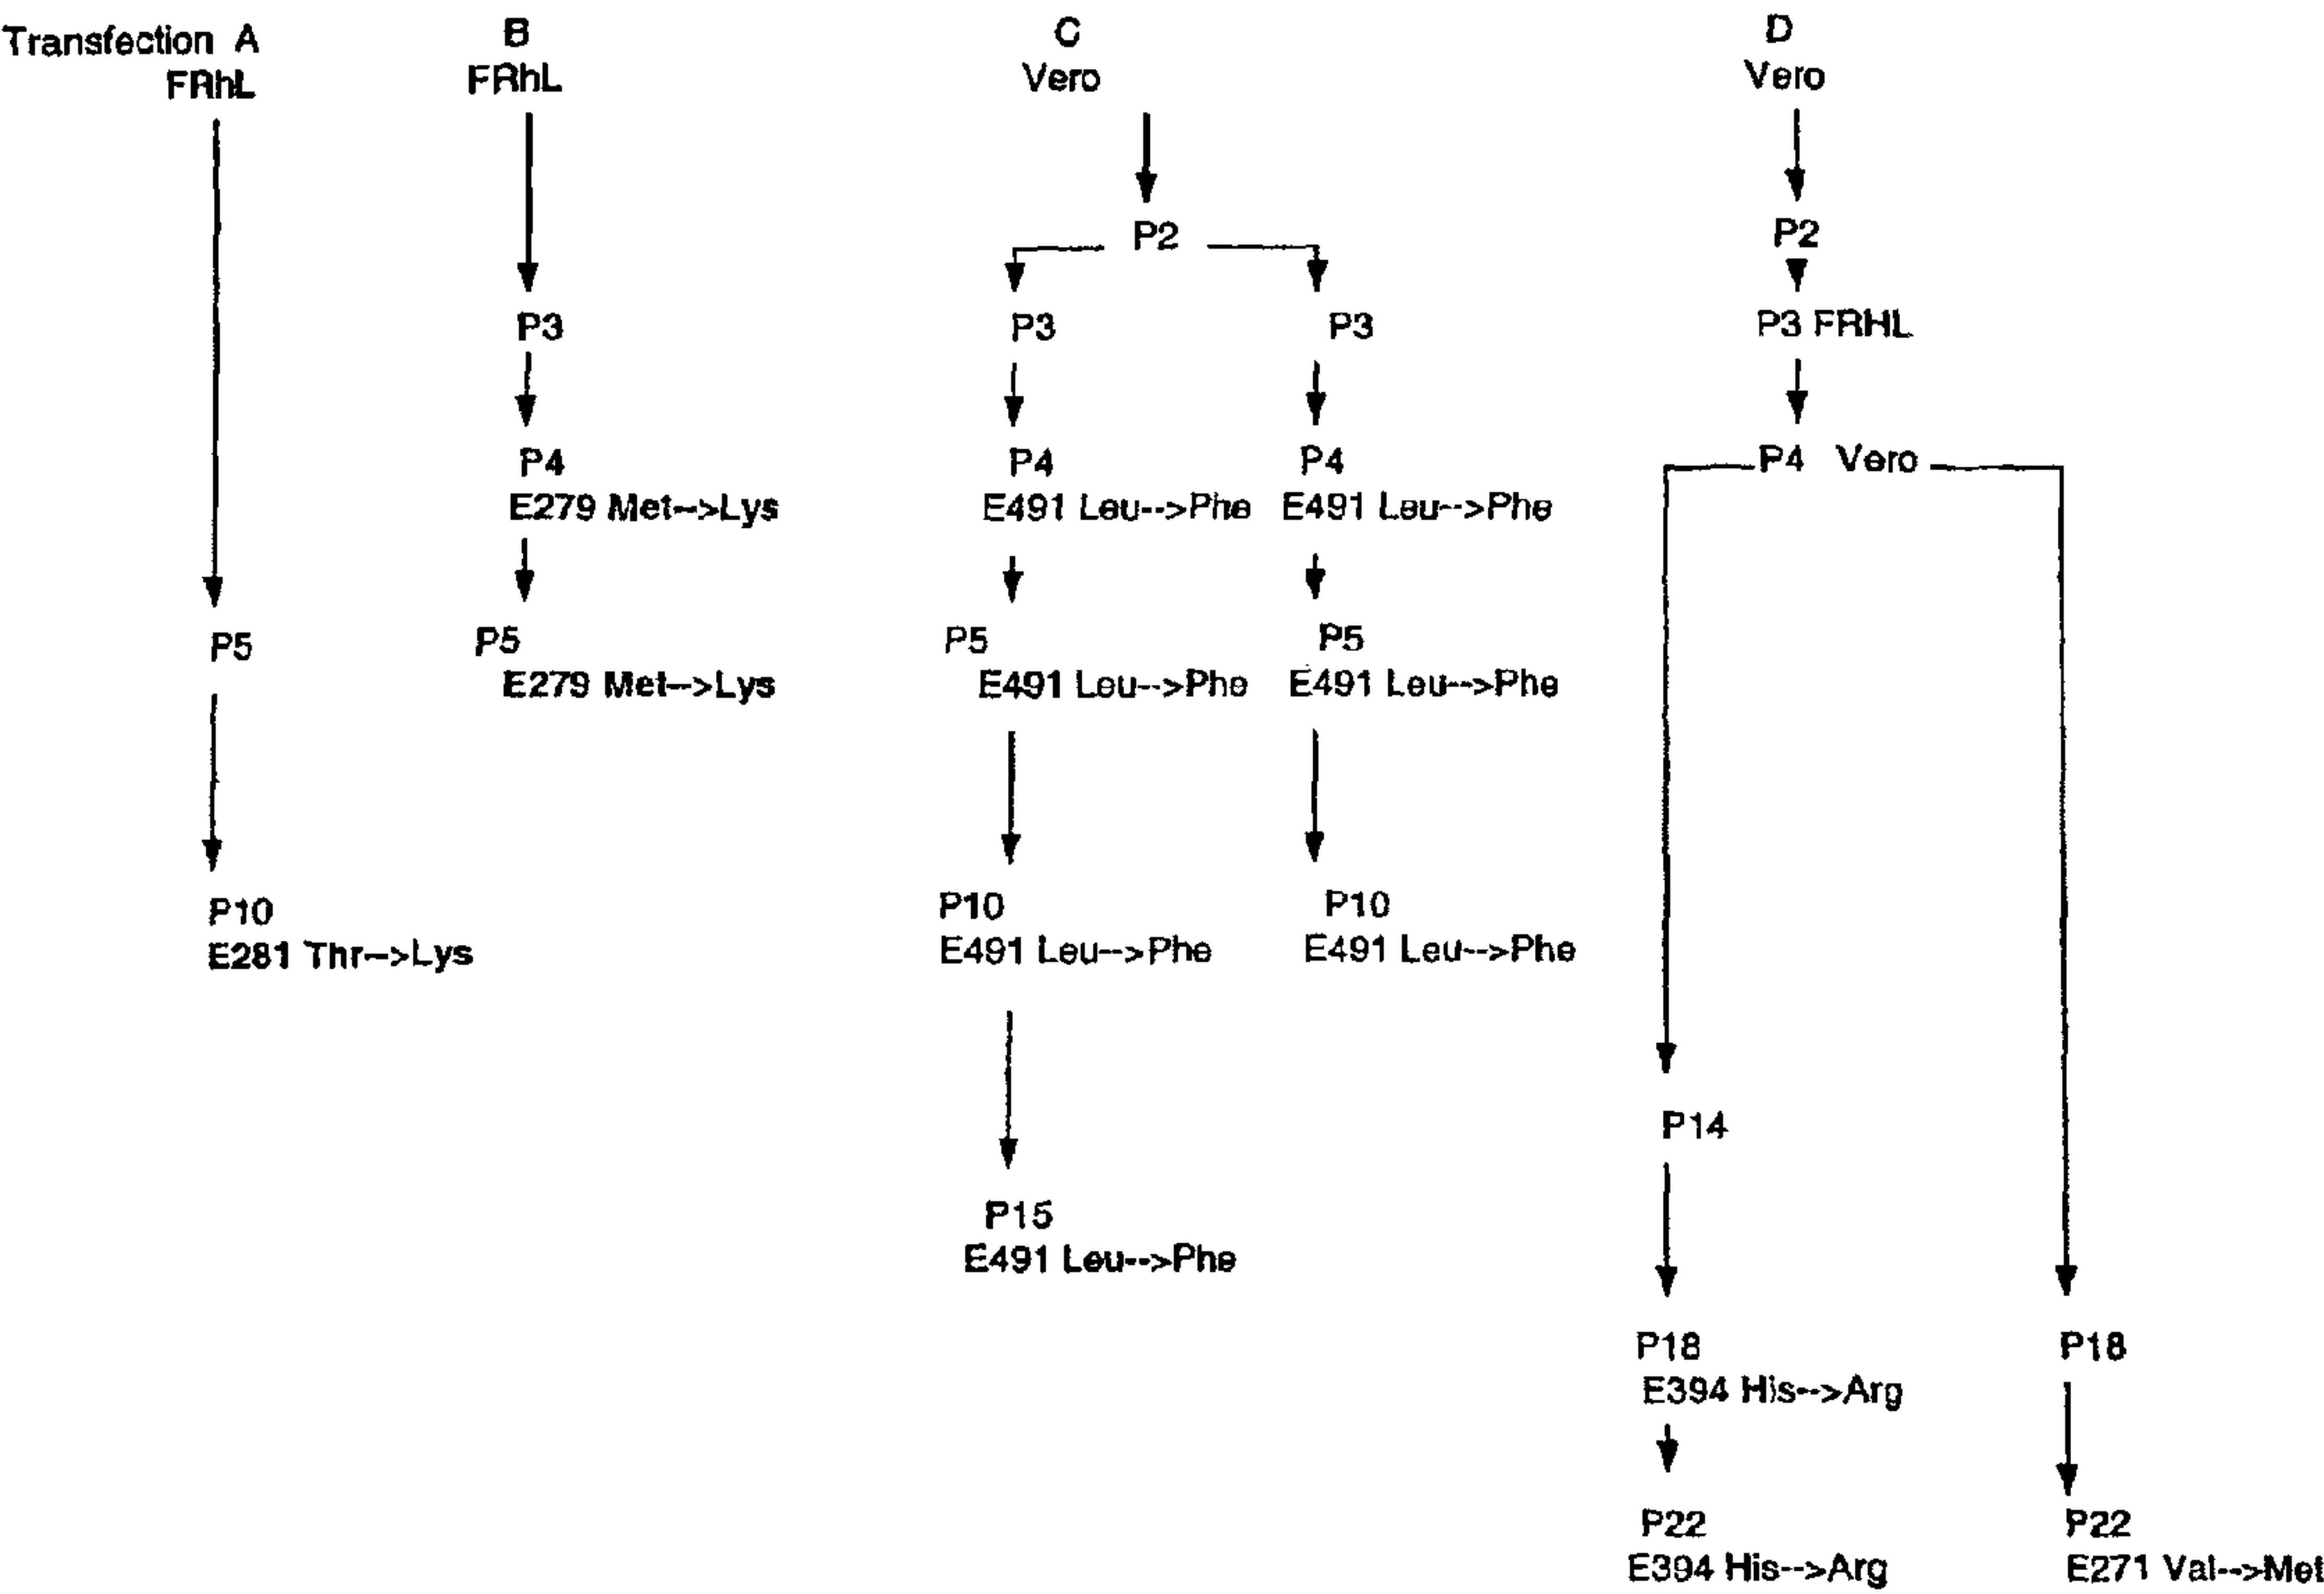 Transfection A
FRhL
B
FRhL
C
Vero
D
Vero
P2
P2
P3
P3
P3
P3 FRHL
P4
E279 Met-->Lys
P4
E491 Leu-->Phe
P4
E491 Leu-->Phe
P4 Vero
P5
P5
E279 Met-->Lys
P5
E491 Leu-->Phe
P5
E491 Leu-->Phe
P10
E281 Thr-->Lys
P10
E491 Leu-->Phe
P10
E491 Leu-->Phe
P14
P15
E491 Leu-->Phe
P18
E394 His-->Arg
P18
P22
E394 His-->Arg
P22
E271 Val-->Met